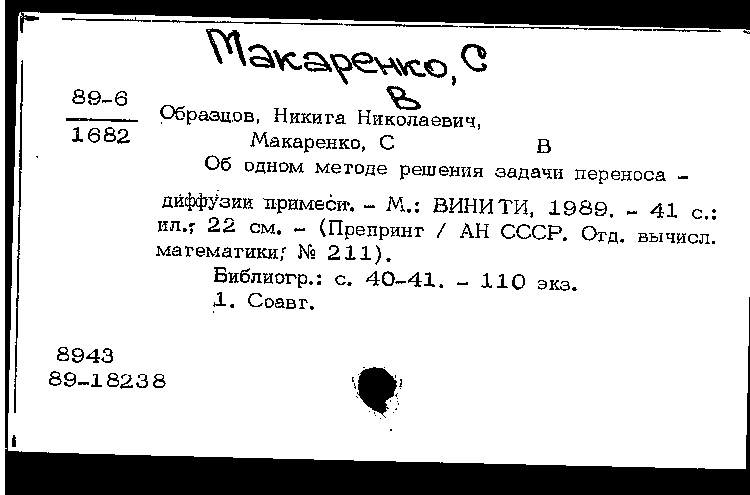 Макаренко, С
В
89-6
1682
Образцов, Никита Николаевич,
Макаренко, С В
Об одном методе решения задачи переноса -
диффузии примеси. - М.: ВИНИТИ, 1989. - 41 с.:
ил.; 22 см. - (Препринт / АН СССР. Отд. вычисл.
математики; № 211).
Библиогр.: с. 40-41. - 110 экз.
1. Соавт.
8943
89-18238